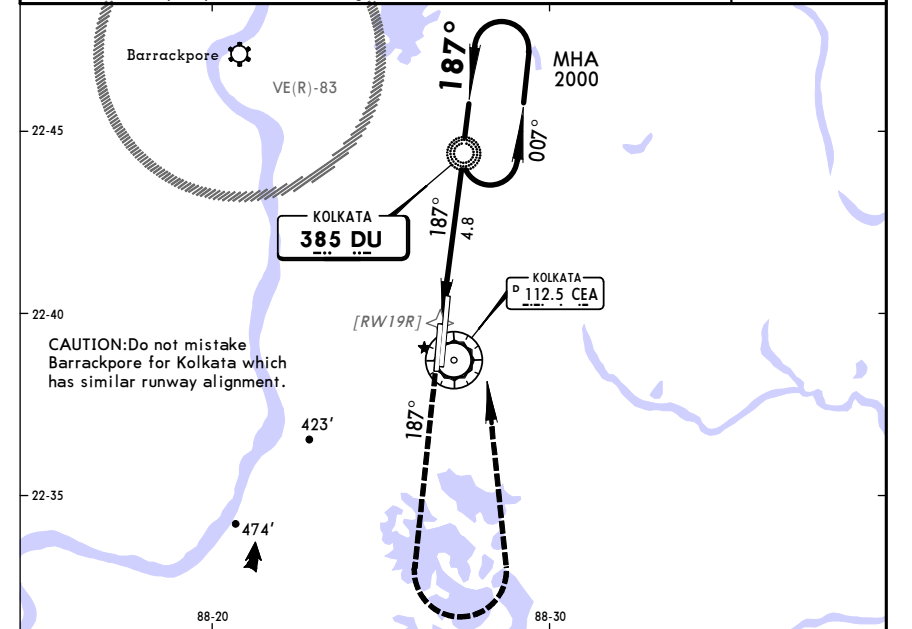 Barrackpore
VE(R)-83
187°
MHA
2000
22-45
007°
KOLKATA
385 DU
187°
4.8
KOLKATA
D 112.5 CEA
22-40
[RW19R]
CAUTION:Do not mistake
Barrackpore for Kolkata which
has similar runway alignment.
187°
423'
22-35
474'
88-20
88-30